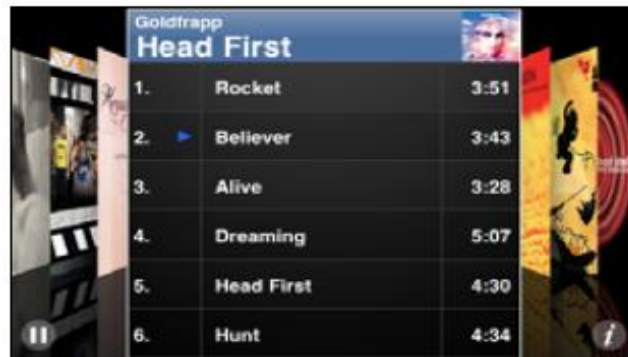 Goldfrapp
Head First
1. Rocket 3:51
2. Believer 3:43
3. Alive 3:28
4. Dreaming 5:07
5. Head First 4:30
6. Hunt 4:34
i